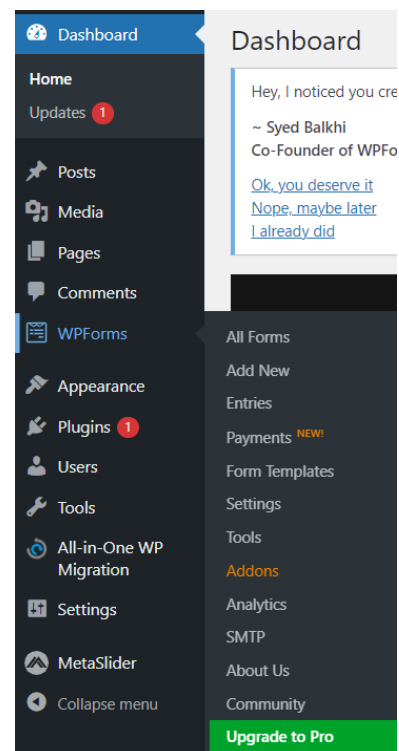 Dashboard
Home
Updates 1
Posts
Media
Pages
Comments
WPForms
Appearance
Plugins 1
Users
Tools
All-in-One WP
Migration
Settings
MetaSlider
Collapse menu
Dashboard
Hey, I noticed you cre
~ Syed Balkhi
Co-Founder of WPFo
Ok, you deserve it
Nope, maybe later
I already did
All Forms
Add New
Entries
Payments NEW!
Form Templates
Settings
Tools
Addons
Analytics
SMTP
About Us
Community
Upgrade to Pro